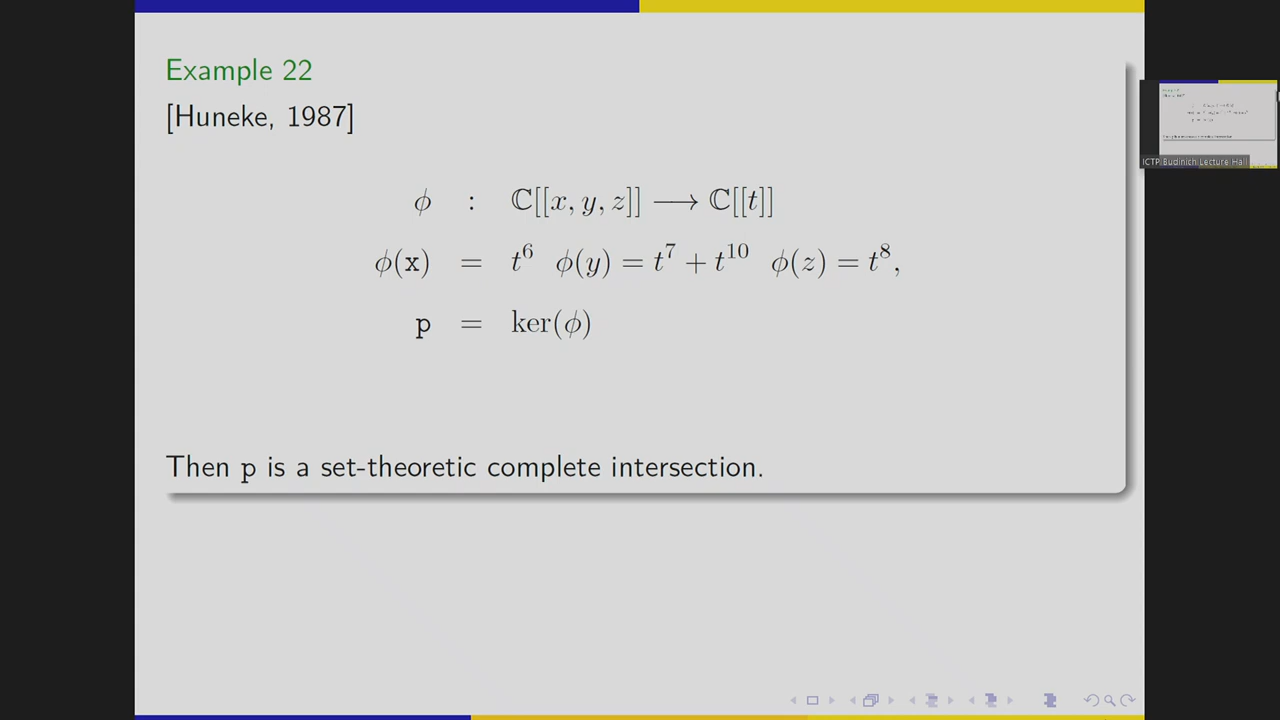 Example 22
[Huneke, 1987]
ϕ : ℂ[[x, y, z]] ⟶ ℂ[[t]]
ϕ(x) = t⁶ ϕ(y) = t⁷ + t¹⁰ ϕ(z) = t⁸,
p = ker(ϕ)
Then p is a set-theoretic complete intersection.
ICTP Budinich Lecture Hall